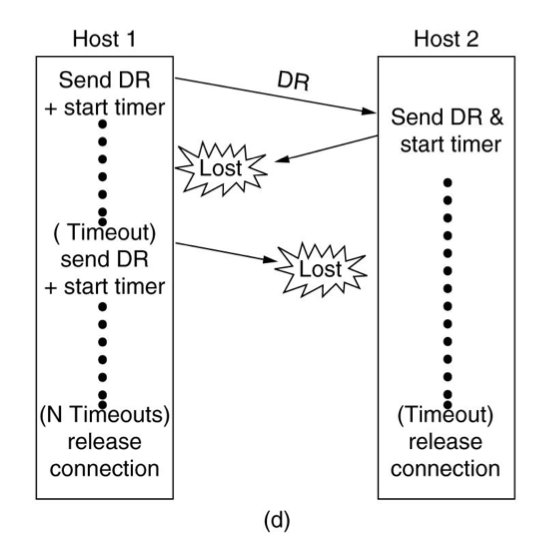 Host 1
Host 2
Send DR
+ start timer
DR
Send DR &
start timer
Lost
( Timeout)
send DR
+ start timer
Lost
(N Timeouts)
release
connection
(Timeout)
release
connection
(d)